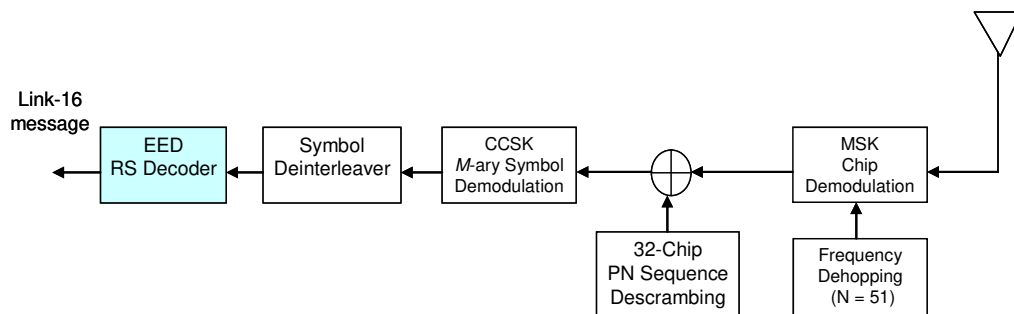 Link-16
message
EED
RS Decoder
Symbol
Deinterleaver
CCSK
M-ary Symbol
Demodulation
MSK
Chip
Demodulation
32-Chip
PN Sequence
Descrambing
Frequency
Dehopping
(N = 51)